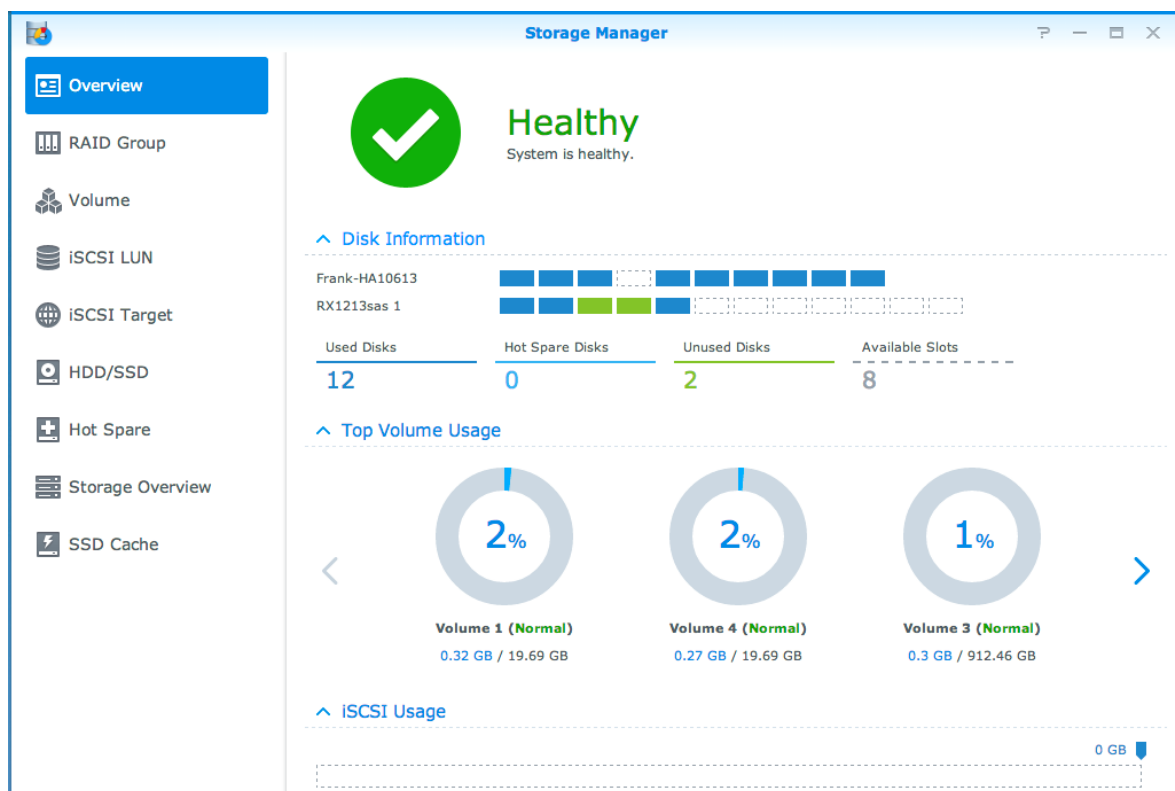 Storage Manager
Overview
RAID Group
Volume
iSCSI LUN
iSCSI Target
HDD/SSD
Hot Spare
Storage Overview
SSD Cache
Healthy
System is healthy.
Disk Information
Frank-HA10613
RX1213sas 1
Used Disks Hot Spare Disks Unused Disks Available Slots
12 0 2 8
Top Volume Usage
2% 2% 1%
Volume 1 (Normal) Volume 4 (Normal) Volume 3 (Normal)
0.32 GB / 19.69 GB 0.27 GB / 19.69 GB 0.3 GB / 912.46 GB
iSCSI Usage
0 GB